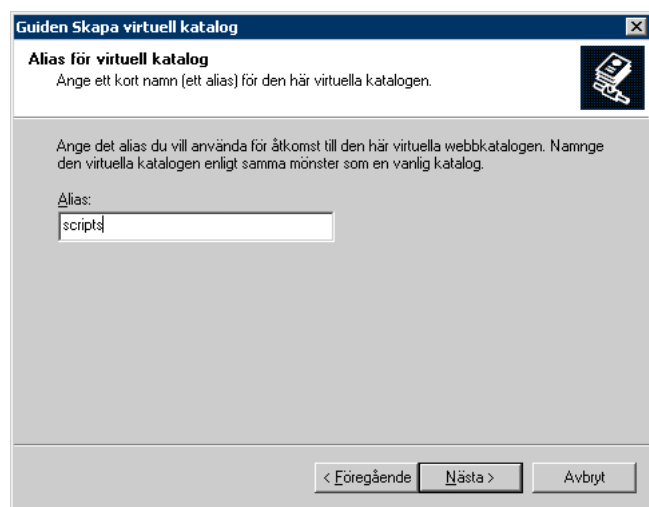 Guiden Skapa virtuell katalog
Alias för virtuell katalog
Ange ett kort namn (ett alias) för den här virtuella katalogen.
Ange det alias du vill använda för åtkomst till den här virtuella webbkatalogen. Namnge
den virtuella katalogen enligt samma mönster som en vanlig katalog.
Alias:
scripts
< Föregående Nästa > Avbryt